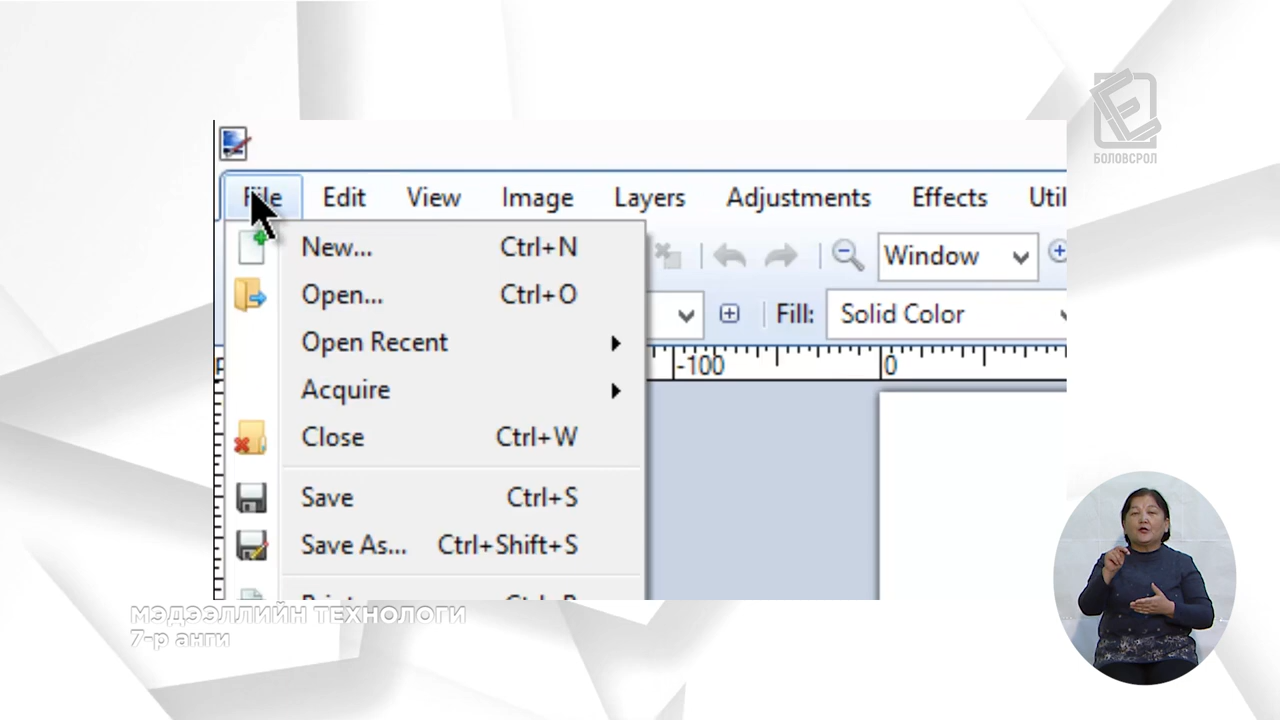 БОЛОВСРОЛ
File Edit View Image Layers Adjustments Effects Util
New... Ctrl+N
Window
Open... Ctrl+O
Fill: Solid Color
Open Recent
-100 0
Acquire
Close Ctrl+W
Save Ctrl+S
Save As... Ctrl+Shift+S
МЭДЭЭЛЛИЙН ТЕХНОЛОГИ
7-р анги